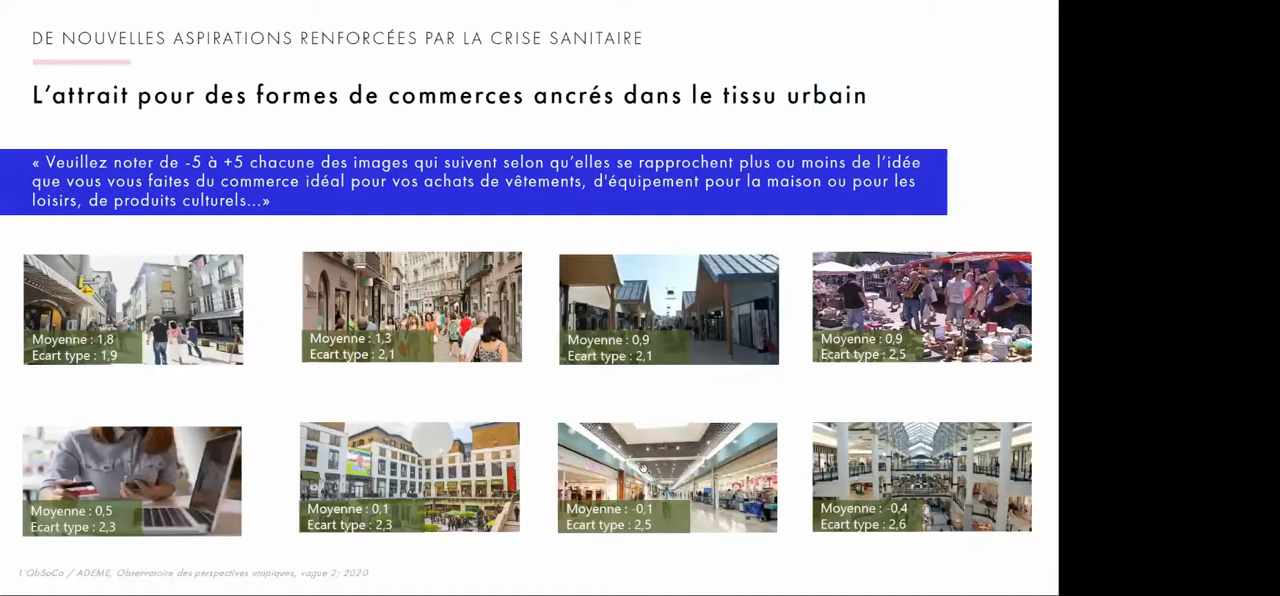 DE NOUVELLES ASPIRATIONS RENFORCÉES PAR LA CRISE SANITAIRE
L'attrait pour des formes de commerces ancrés dans le tissu urbain
« Veuillez noter de -5 à +5 chacune des images qui suivent selon qu'elles se rapprochent plus ou moins de l'idée
que vous vous faites du commerce idéal pour vos achats de vêtements, d'équipement pour la maison ou pour les
loisirs, de produits culturels...»
Moyenne : 1,8
Ecart type : 1,9
Moyenne : 1,3
Ecart type : 2,1
Moyenne : 0,9
Ecart type : 2,1
Moyenne : 0,9
Ecart type : 2,5
Moyenne : 0,5
Ecart type : 2,3
Moyenne : 0,1
Ecart type : 2,3
Moyenne : -0,1
Ecart type : 2,5
Moyenne : -0,4
Ecart type : 2,6
L'ObSoCo / ADEME, Observatoire des perspectives utopiques, vague 2; 2020